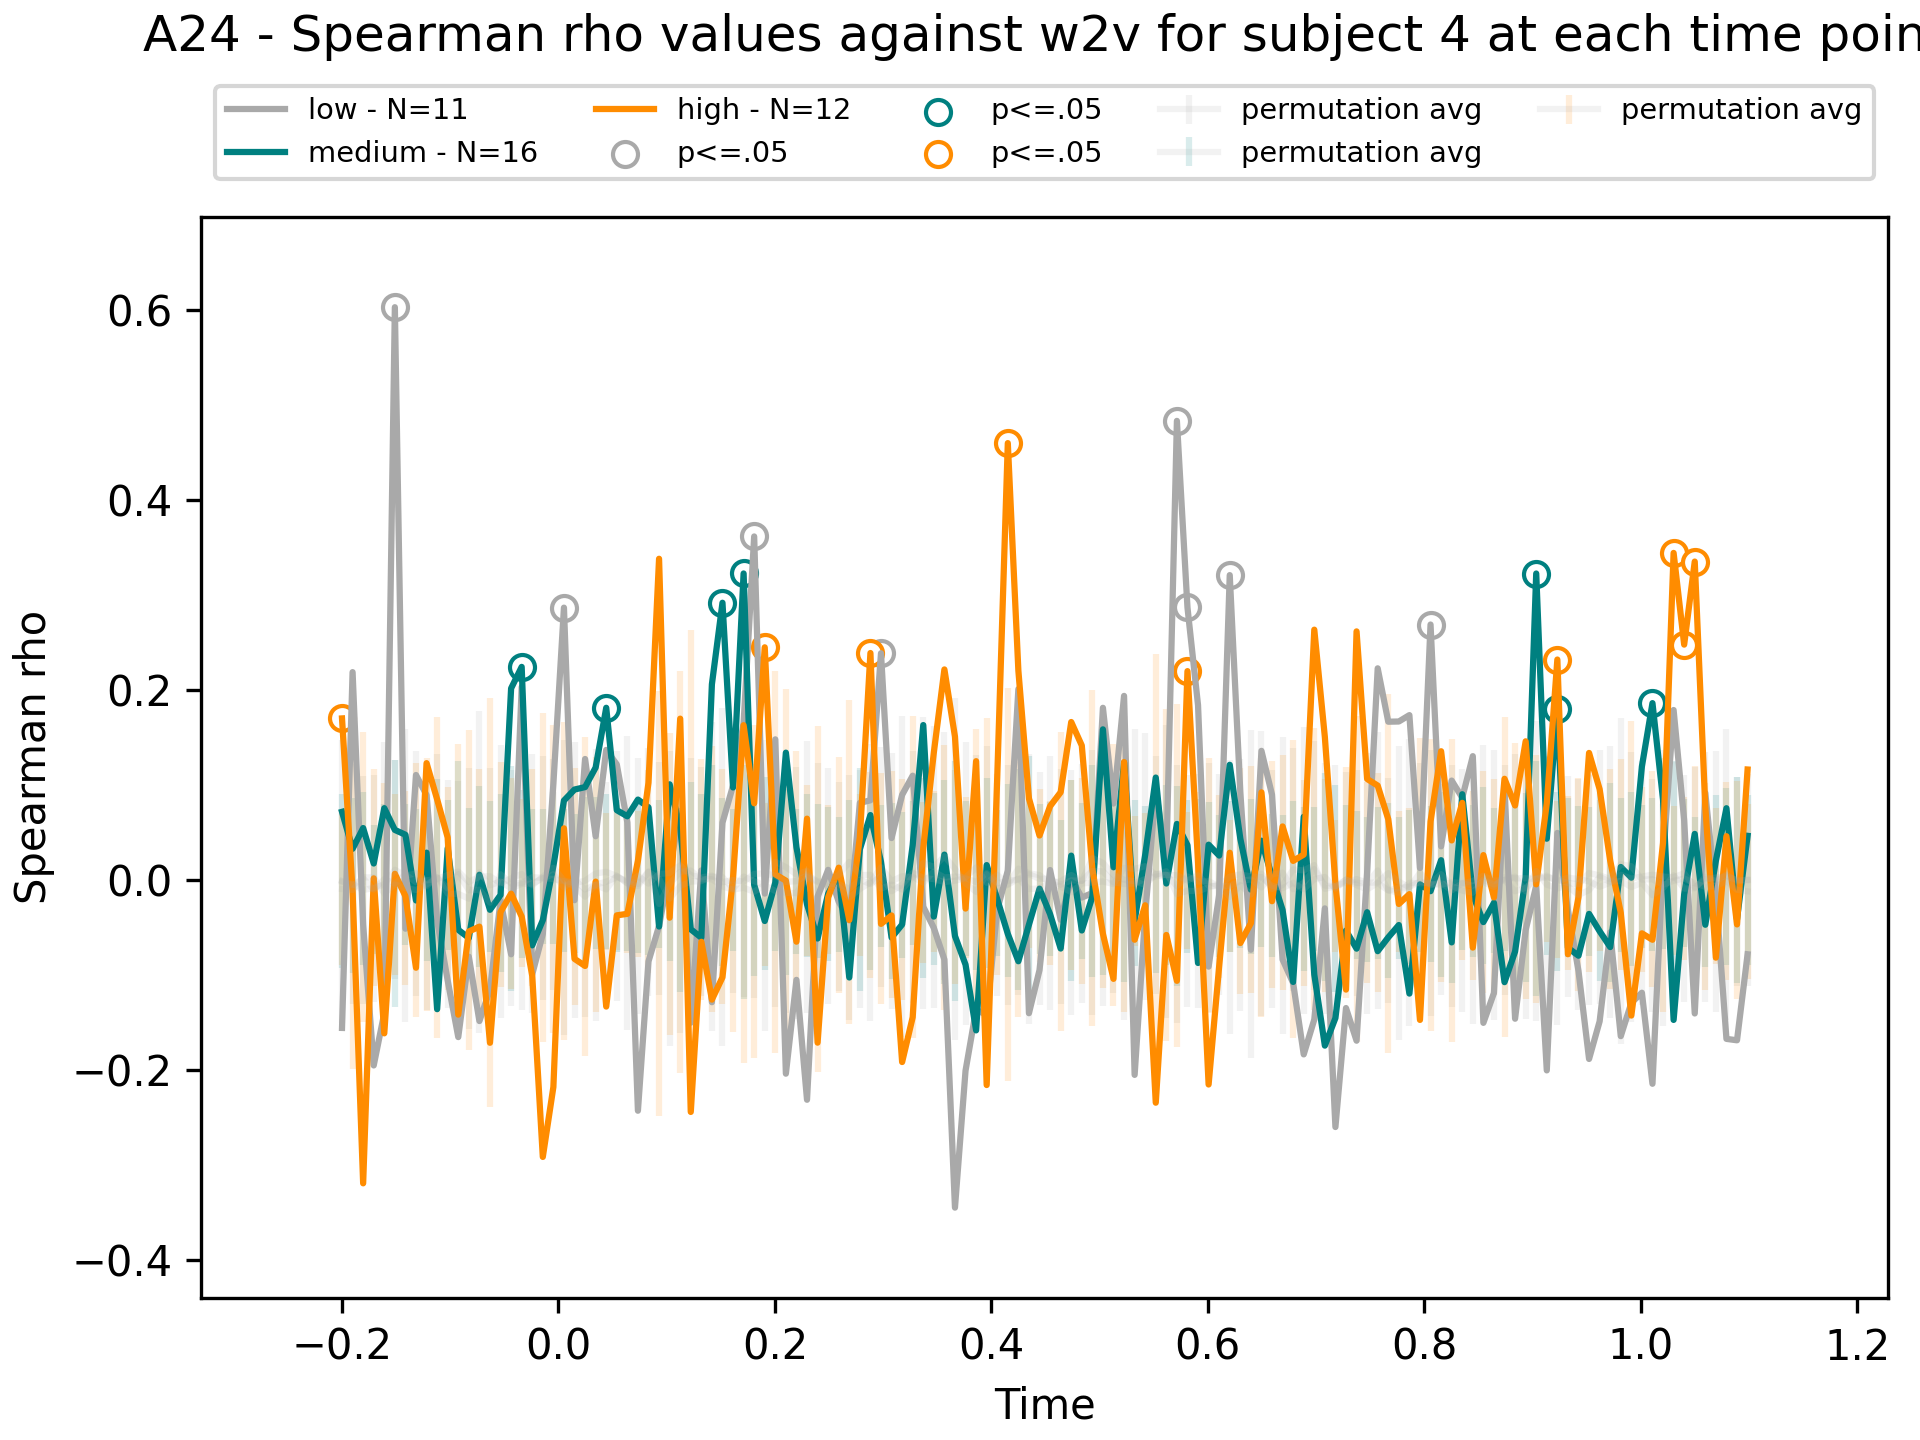 A24 - Spearman rho values against w2v for subject 4 at each time poin
low - N=11
medium - N=16
high - N=12
p<=.05
p<=.05
p<=.05
permutation avg
permutation avg
permutation avg
Spearman rho
0.6
0.4
0.2
0.0
−0.2
−0.4
−0.2 0.0 0.2 0.4 0.6 0.8 1.0 1.2
Time